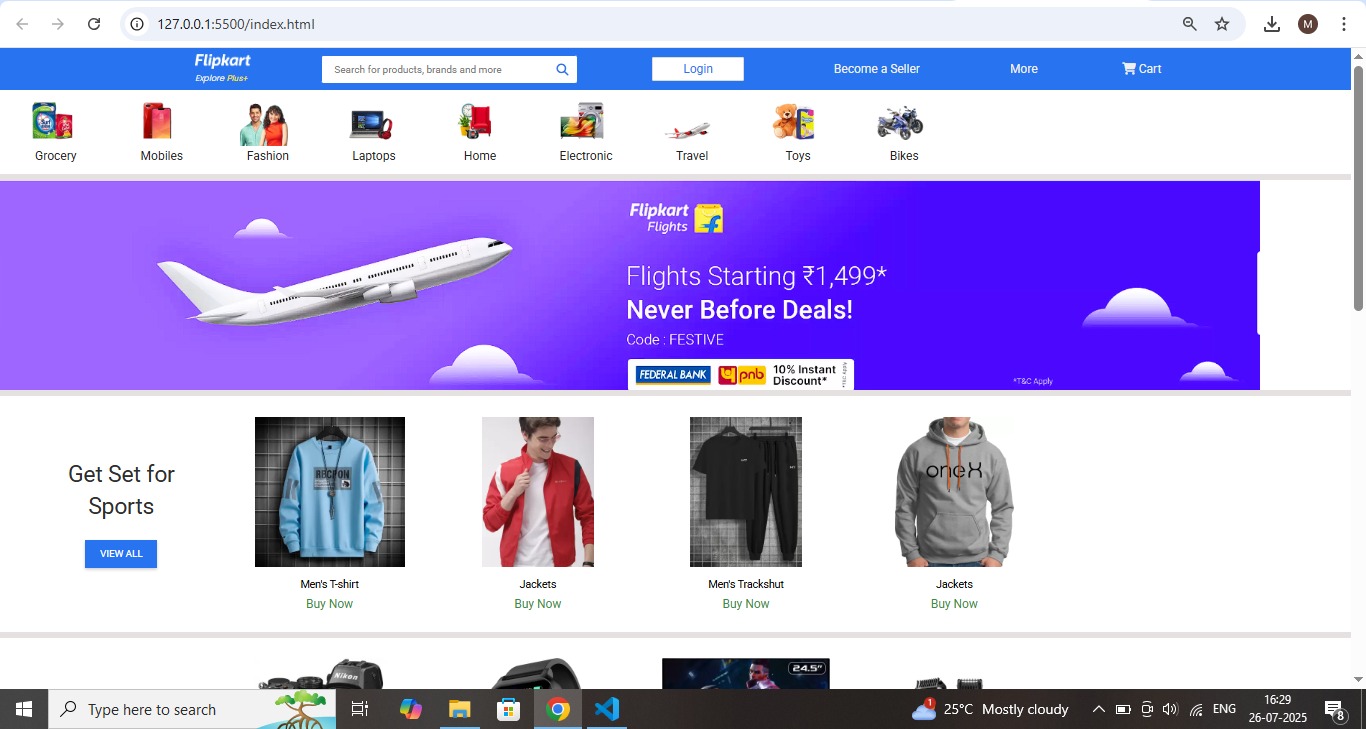 127.0.0.1:5500/index.html
M
Flipkart
Explore Plus+
Search for products, brands and more
Login
Become a Seller
More
Cart
Grocery
Mobiles
Fashion
Laptops
Home
Electronic
Travel
Toys
Bikes
Flipkart
Flights
Flights Starting ₹1,499*
Never Before Deals!
Code : FESTIVE
FEDERAL BANK
pnb
10% Instant
Discount*
*T&C Apply
*T&C Apply
Get Set for
Sports
VIEW ALL
RBCPON
oneX
Men's T-shirt
Jackets
Men's Trackshut
Jackets
Buy Now
Buy Now
Buy Now
Buy Now
Nikon
24.5"
Type here to search
1
25°C Mostly cloudy
ENG
16:29
26-07-2025
8